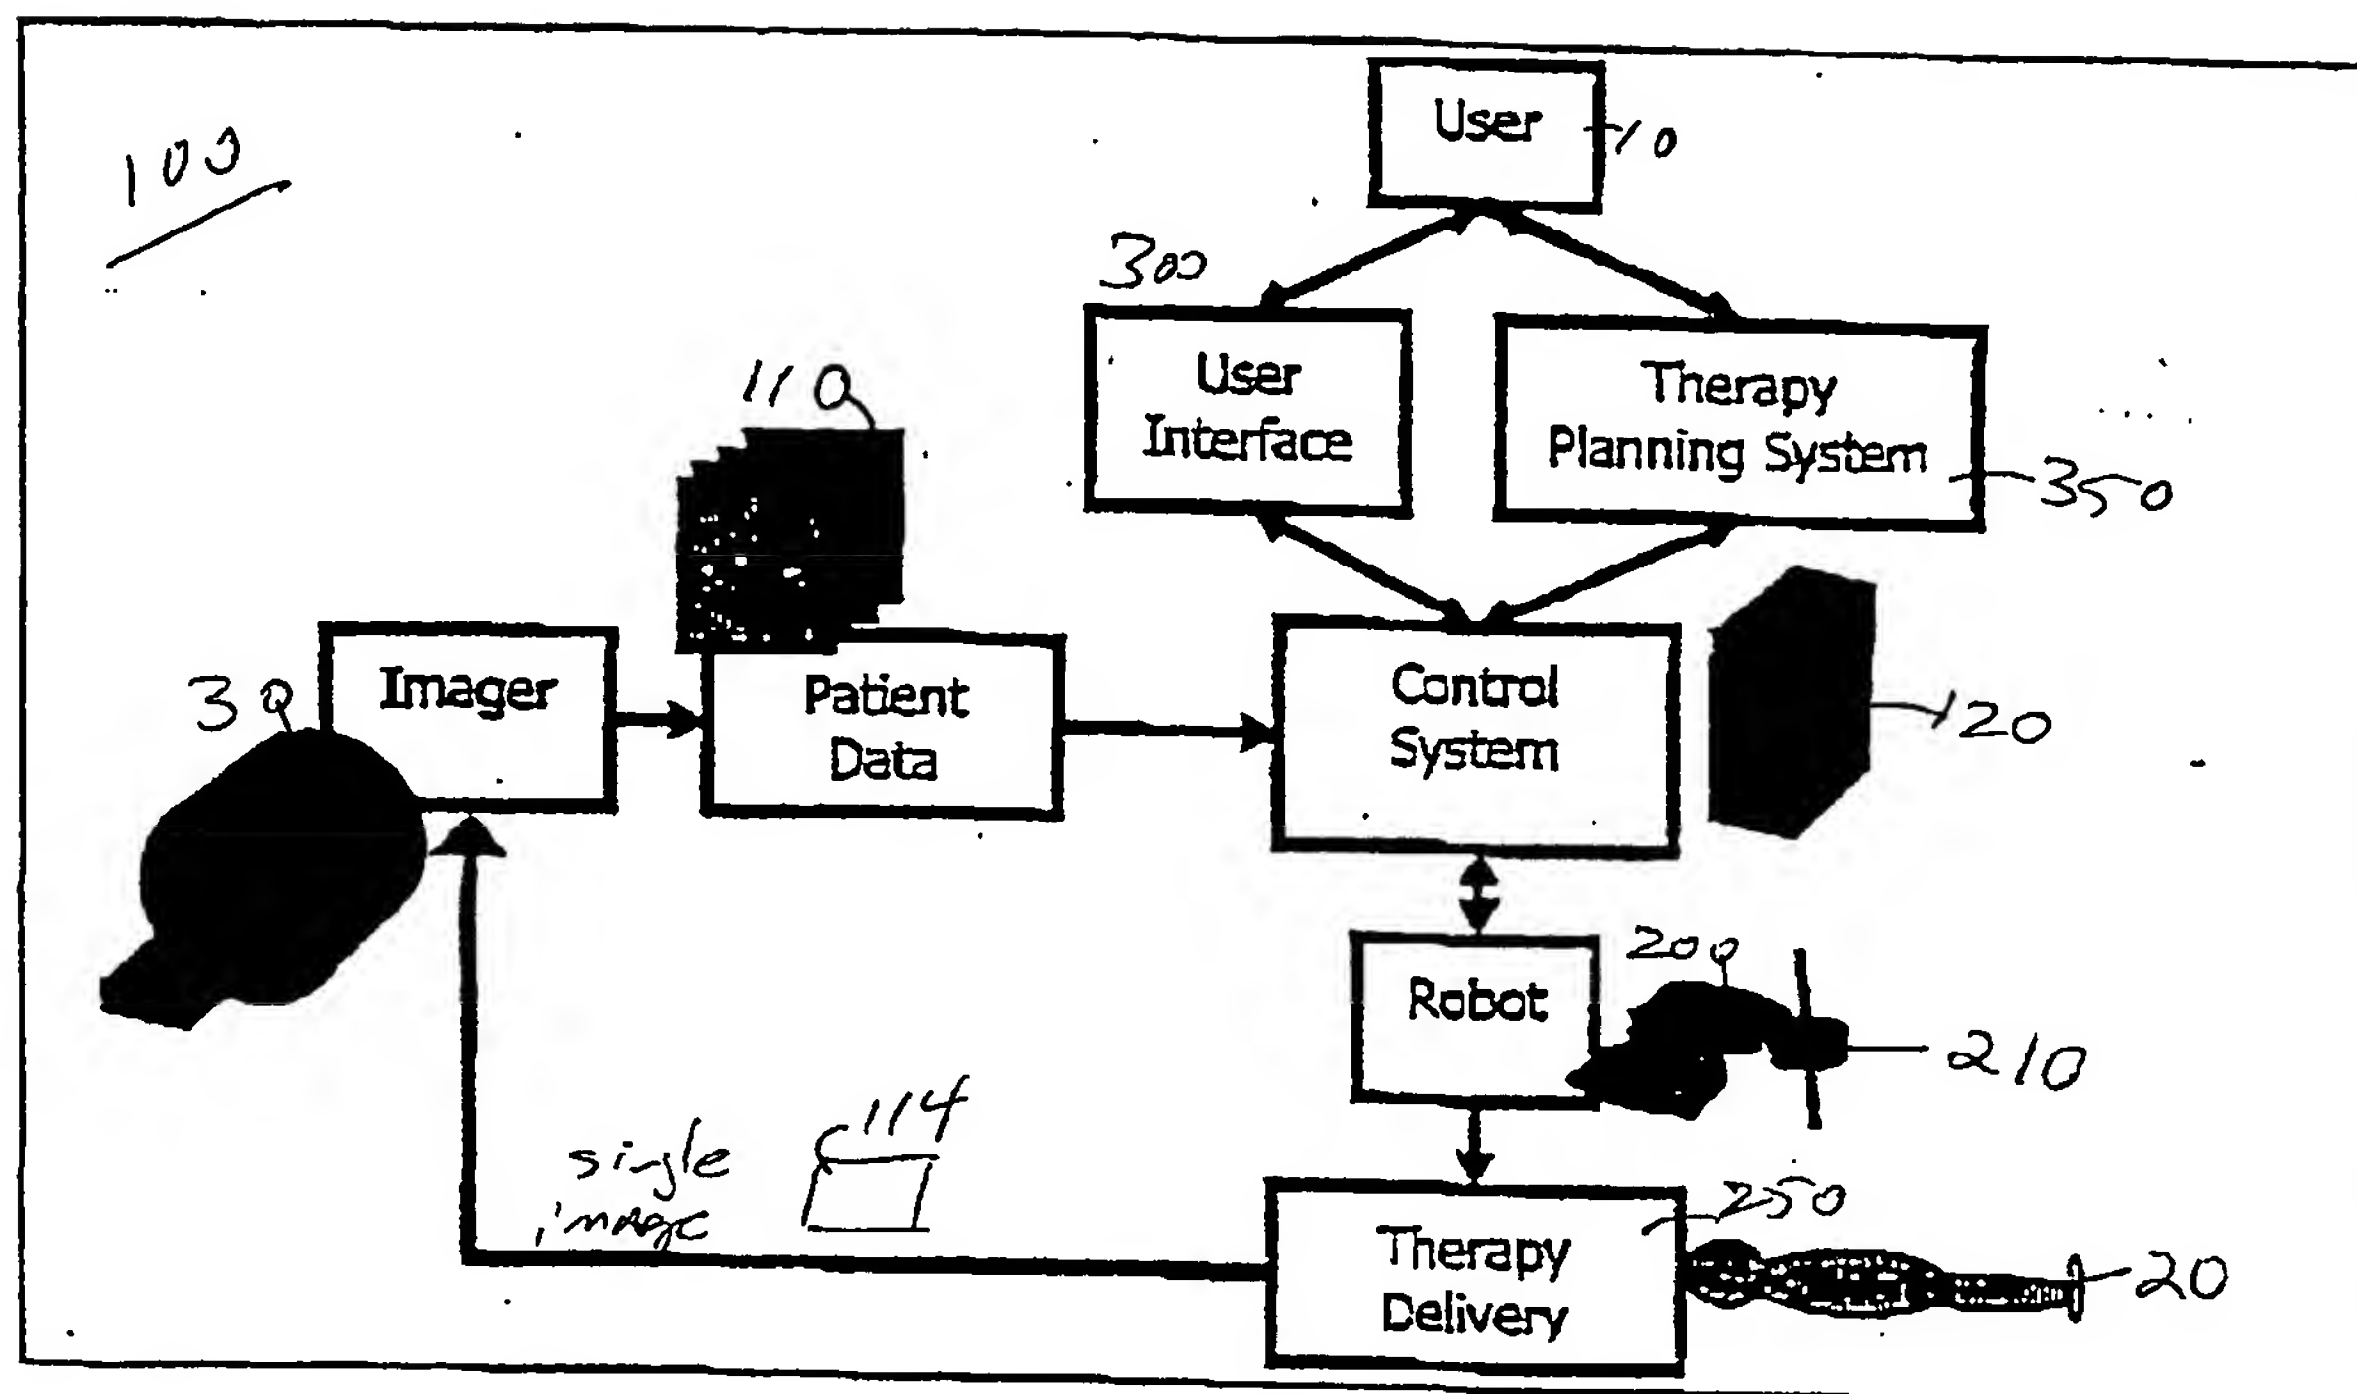 100
User
10
300
User
Interface
Therapy
Planning System
350
110
30
Imager
Patient
Data
Control
System
120
Robot
200
210
single
image
114
Therapy
Delivery
250
20